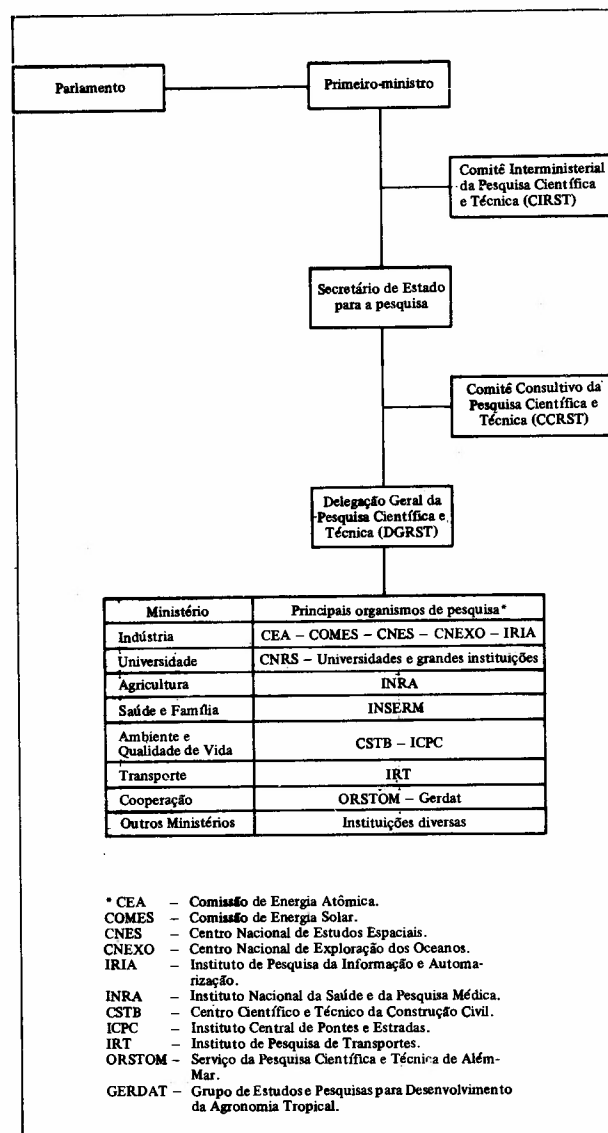 Parlamento
Primeiro-ministro
Comitê Interministerial
da Pesquisa Científica
e Técnica (CIRST)
Secretário de Estado
para a pesquisa
Comité Consultivo da
Pesquisa Científica e
Técnica (CCRST)
Delegação Geral da
Pesquisa Científica e
Técnica (DGRST)
Ministério Principais organismos de pesquisa*
Indústria CEA – COMES – CNES – CNEXO – IRIA
Universidade CNRS – Universidades e grandes instituições
Agricultura INRA
Saúde e Família INSERM
Ambiente e
Qualidade de Vida CSTB – ICPC
Transporte IRT
Cooperação ORSTOM – Gerdat
Outros Ministérios Instituições diversas
* CEA – Comissão de Energia Atômica.
COMES – Comissão de Energia Solar.
CNES – Centro Nacional de Estudos Espaciais.
CNEXO – Centro Nacional de Exploração dos Oceanos.
IRIA – Instituto de Pesquisa da Informação e Automa-
rização.
INRA – Instituto Nacional da Saúde e da Pesquisa Médica.
CSTB – Centro Científico e Técnico da Construção Civil.
ICPC – Instituto Central de Pontes e Estradas.
IRT – Instituto de Pesquisa de Transportes.
ORSTOM – Serviço da Pesquisa Científica e Técnica de Além-
Mar.
GERDAT – Grupo de Estudos e Pesquisas para Desenvolvimento
da Agronomia Tropical.